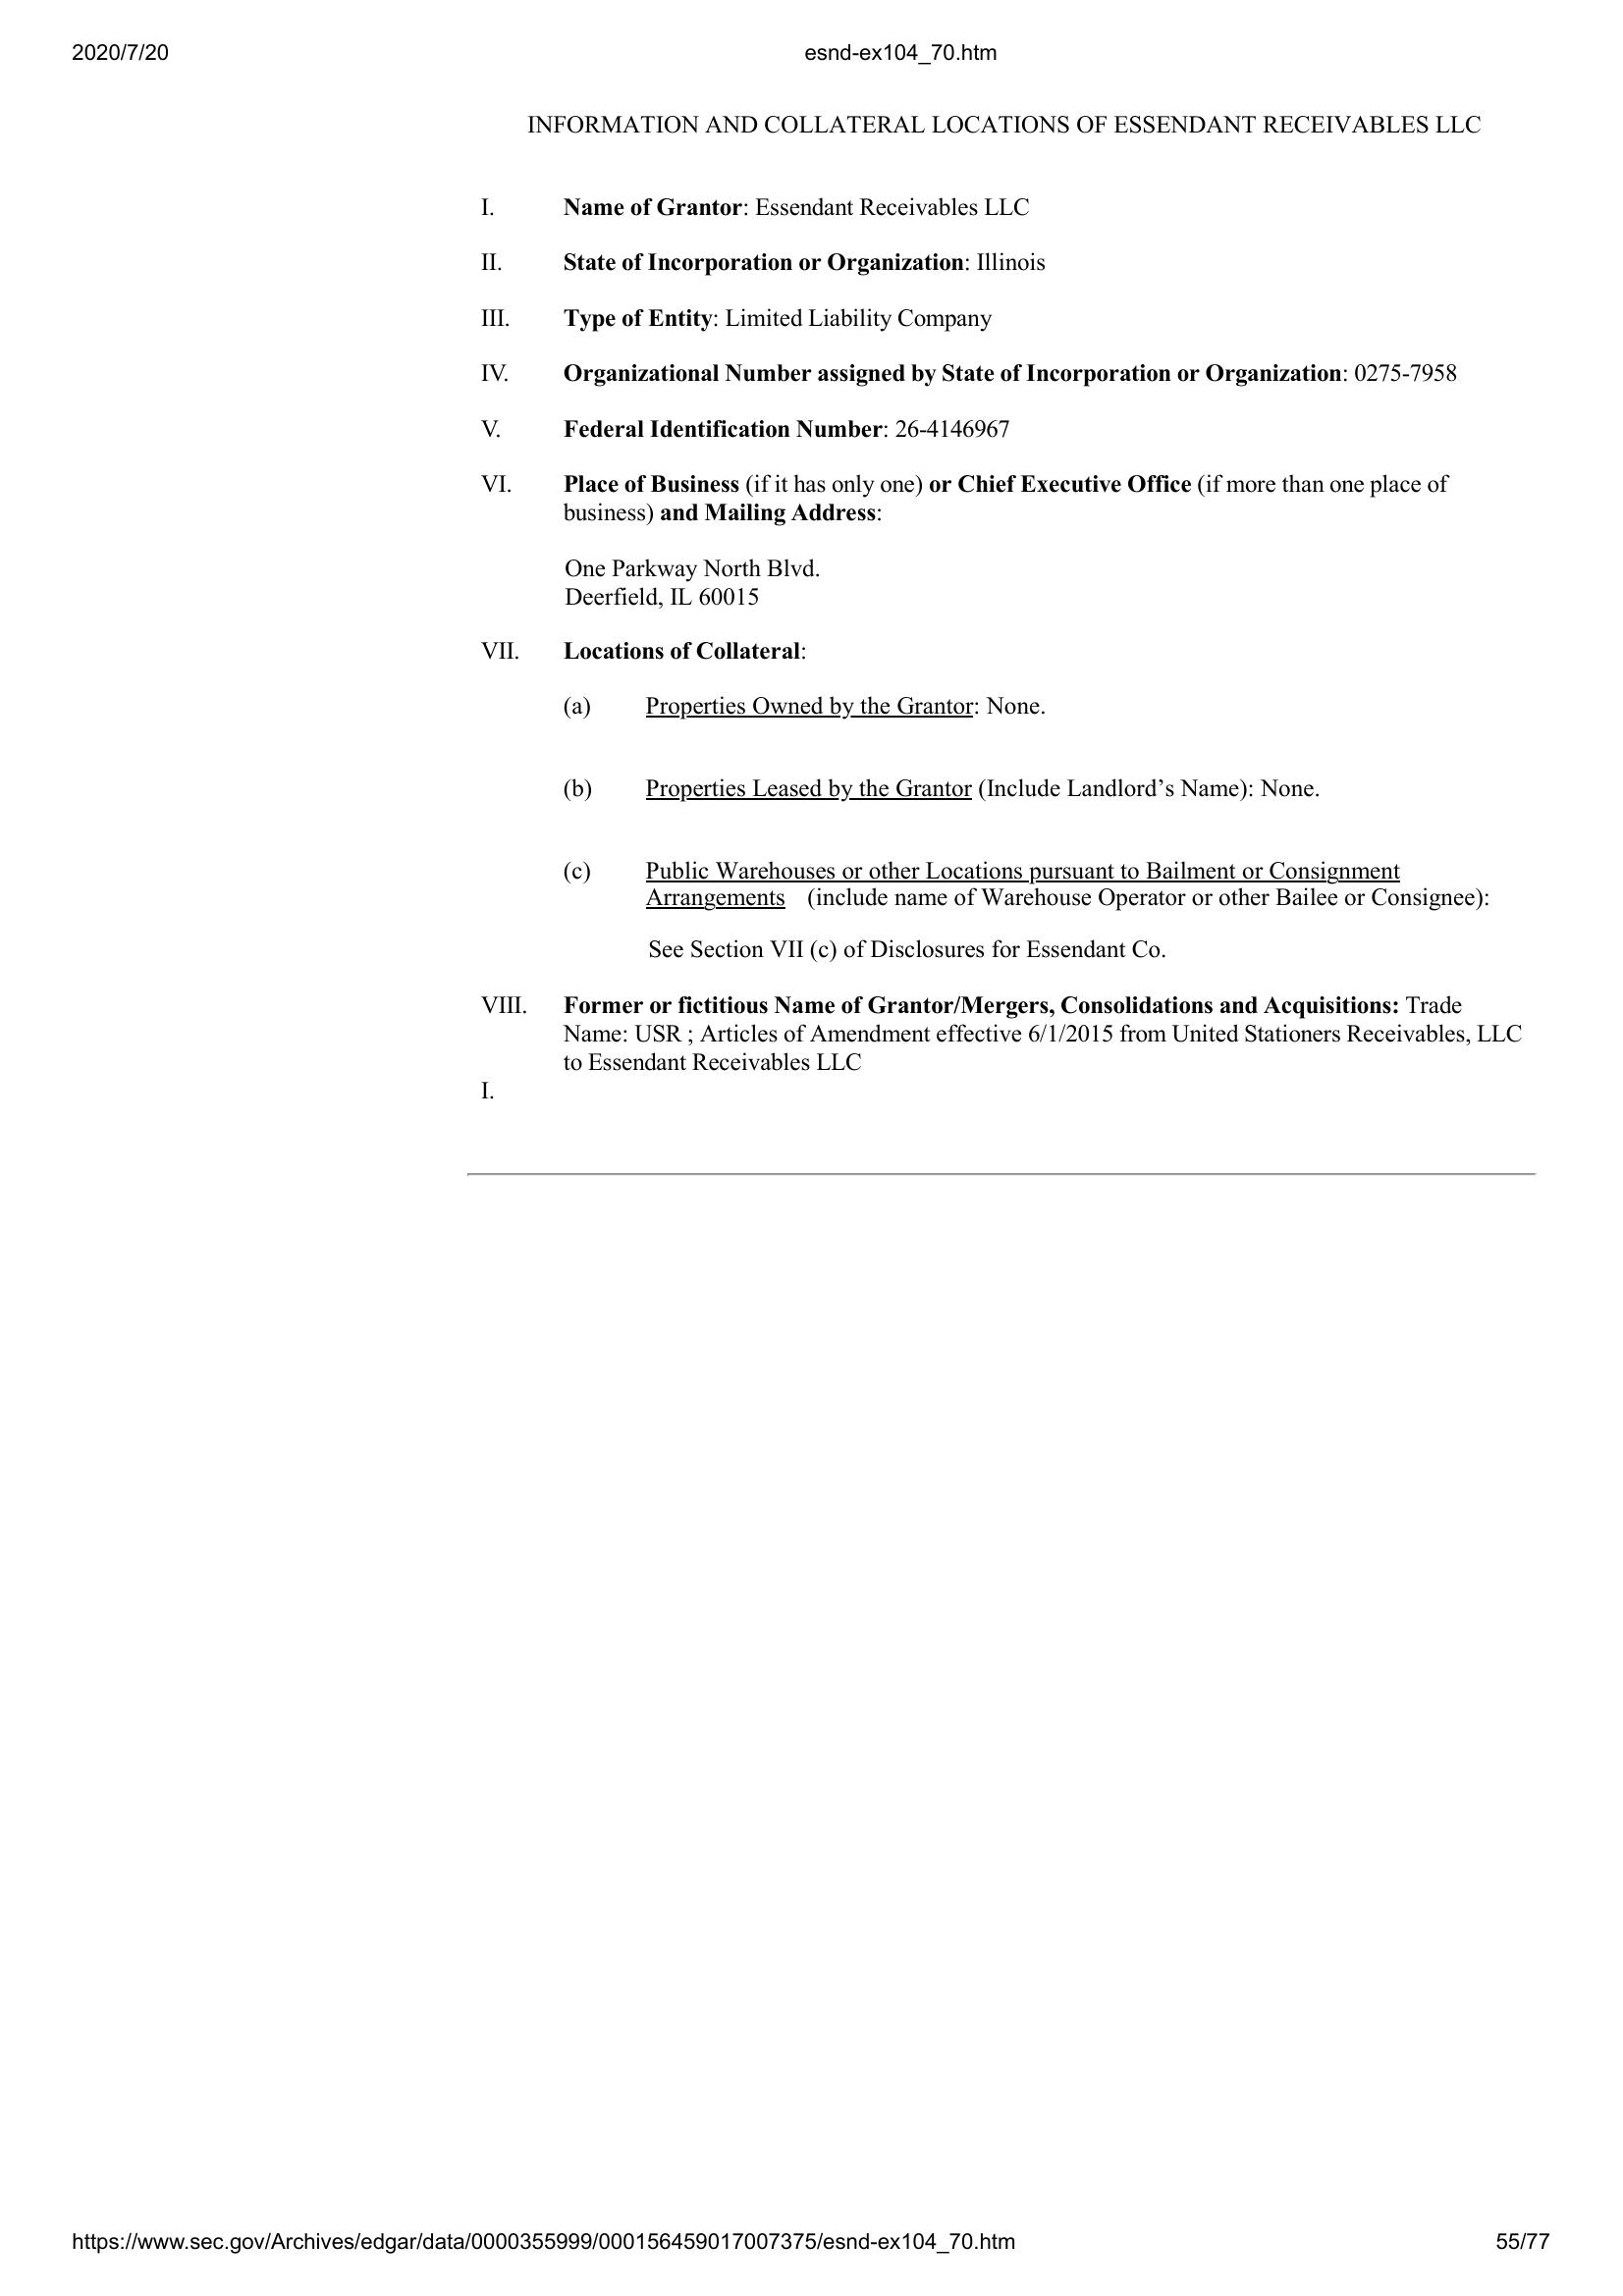 2020/7/20 esnd-ex104_70.htm
INFORMATION AND COLLATERAL LOCATIONS OF ESSENDANT RECEIVABLES LLC
I. Name of Grantor: Essendant Receivables LLC
II. State of Incorporation or Organization: Illinois
III. Type of Entity: Limited Liability Company
IV. Organizational Number assigned by State of Incorporation or Organization: 0275-7958
V. Federal Identification Number: 26-4146967
VI. Place of Business (if it has only one) or Chief Executive Office (if more than one place of
business) and Mailing Address:
One Parkway North Blvd.
Deerfield, IL 60015
VII. Locations of Collateral:
(a) Properties Owned by the Grantor: None.
(b) Properties Leased by the Grantor (Include Landlord’s Name): None.
(c) Public Warehouses or other Locations pursuant to Bailment or Consignment
Arrangements (include name of Warehouse Operator or other Bailee or Consignee):
See Section VII (c) of Disclosures for Essendant Co.
VIII. Former or fictitious Name of Grantor/Mergers, Consolidations and Acquisitions: Trade
Name: USR ; Articles of Amendment effective 6/1/2015 from United Stationers Receivables, LLC
to Essendant Receivables LLC
I.
https://www.sec.gov/Archives/edgar/data/0000355999/000156459017007375/esnd-ex104_70.htm 55/77